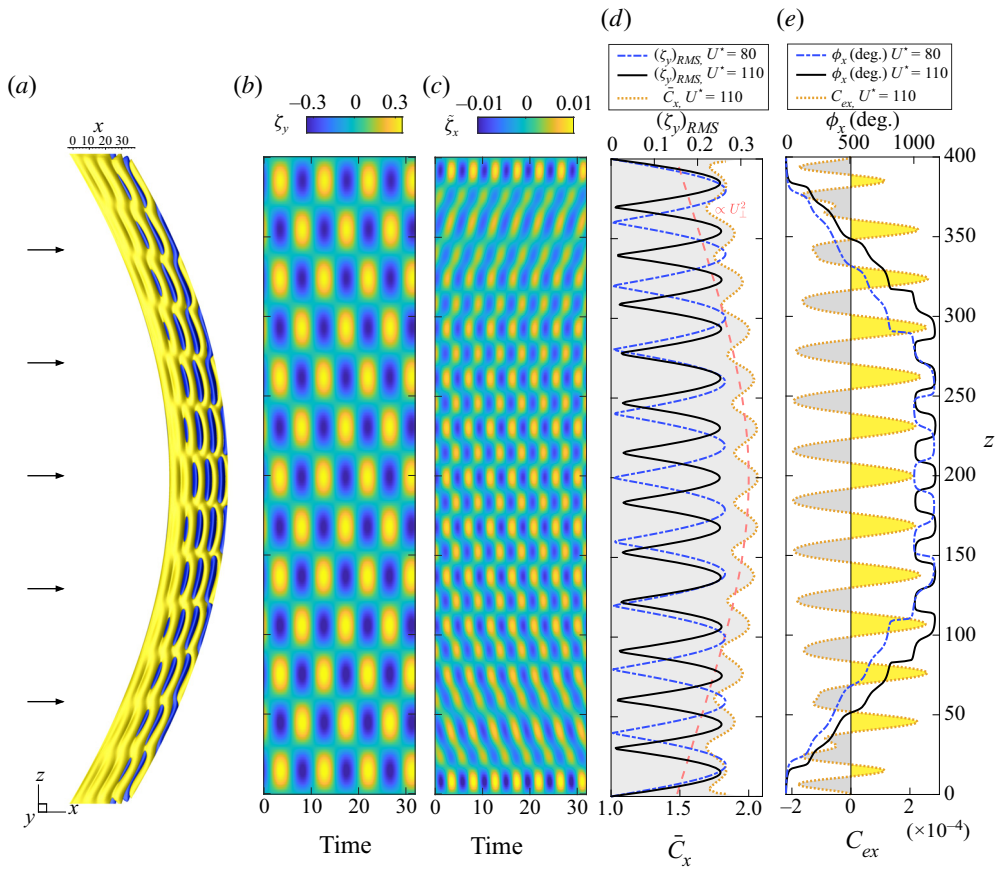 (a)
x
0 10 20 30
z
y
x
(b)
−0.3 0.3
ζy
0 10 20 30
Time
(c)
−0.01 0.01
ζ̃x
0 10 20 30
Time
(d)
(ζy)RMS, U* = 80
(ζy)RMS, U* = 110
C̄x, U* = 110
(ζy)RMS
0 0.1 0.2 0.3
∝ U⊥²
1.0 1.5 2.0
C̄x
(e)
ϕx (deg.) U* = 80
ϕx (deg.) U* = 110
Cex, U* = 110
ϕx (deg.)
0 500 1000
400
350
300
250
200
150
100
50
0
z
−2 0 2
(×10⁻⁴)
Cex